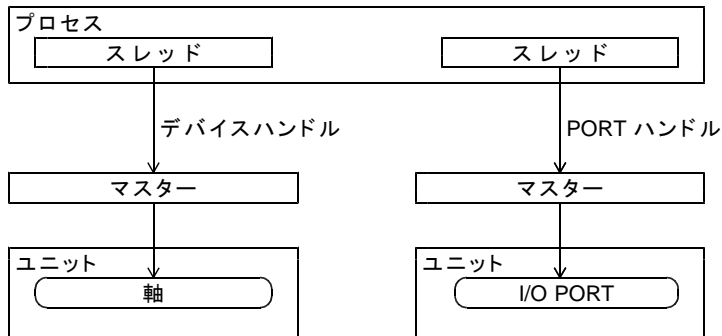 プロセス
スレッド
スレッド
デバイスハンドル
PORT ハンドル
マスター
マスター
ユニット
ユニット
軸
I/O PORT